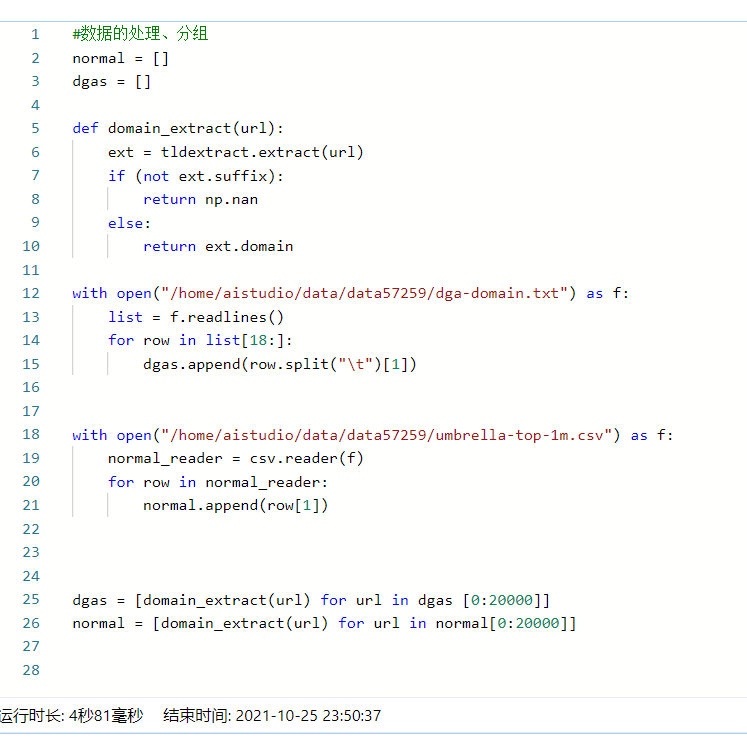 1 #数据的处理、分组
2 normal = []
3 dgas = []
4
5 def domain_extract(url):
6     ext = tldextract.extract(url)
7     if (not ext.suffix):
8         return np.nan
9     else:
10         return ext.domain
11
12 with open("/home/aistudio/data/data57259/dga-domain.txt") as f:
13     list = f.readlines()
14     for row in list[18:]:
15         dgas.append(row.split("\t")[1])
16
17
18 with open("/home/aistudio/data/data57259/umbrella-top-1m.csv") as f:
19     normal_reader = csv.reader(f)
20     for row in normal_reader:
21         normal.append(row[1])
22
23
24
25 dgas = [domain_extract(url) for url in dgas [0:20000]]
26 normal = [domain_extract(url) for url in normal[0:20000]]
27
28
运行时长: 4秒81毫秒 结束时间: 2021-10-25 23:50:37